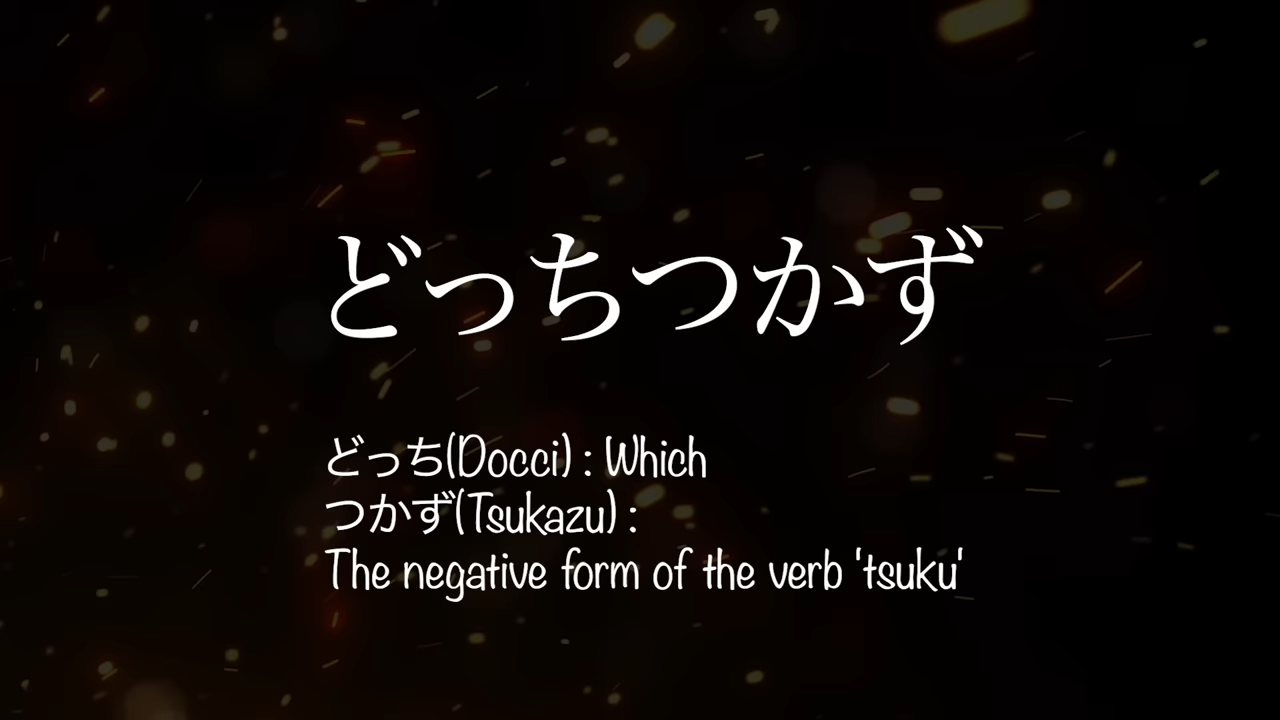 どっちつかず
どっち(Docci) : Which
つかず(Tsukazu) :
The negative form of the verb 'tsuku'